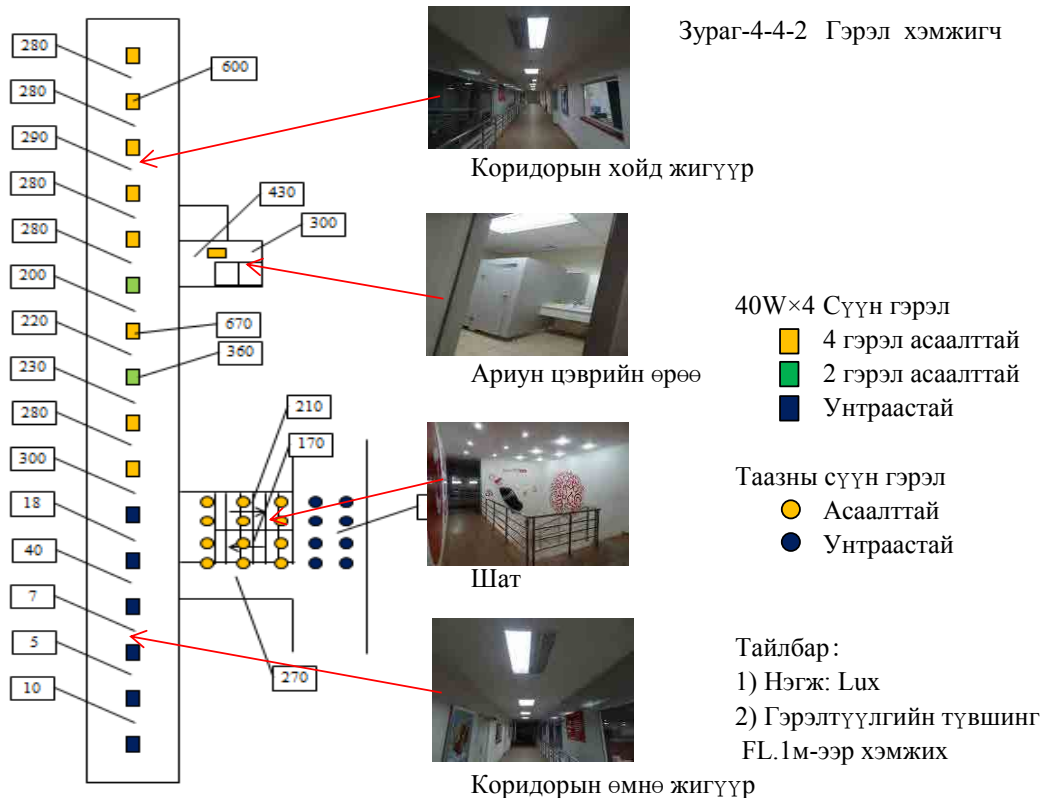 Зураг-4-4-2 Гэрэл хэмжигч
280
280
290
280
280
200
220
230
280
300
18
40
7
5
10
600
430
300
670
360
210
170
270
Коридорын хойд жигүүр
Ариун цэврийн өрөө
Шат
Коридорын өмнө жигүүр
40W×4 Сүүн гэрэл
4 гэрэл асаалттай
2 гэрэл асаалттай
Унтраастай
Таазны сүүн гэрэл
Асаалттай
Унтраастай
Тайлбар:
1) Нэгж: Lux
2) Гэрэлтүүлгийн түвшинг
FL.1м-ээр хэмжих